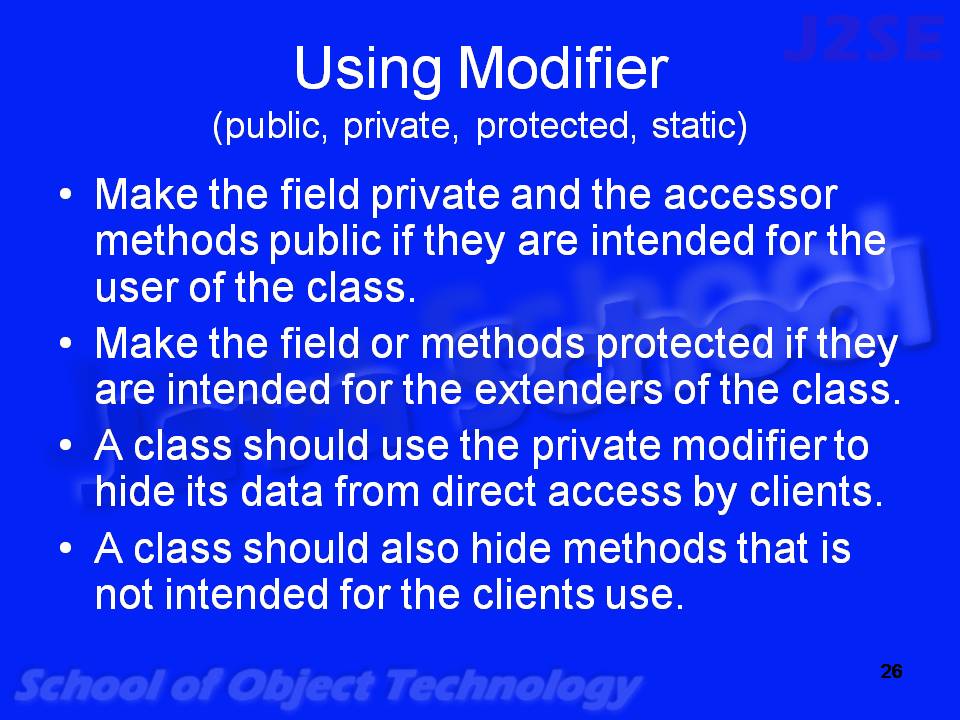 J2SE
Using Modifier
(public, private, protected, static)
• Make the field private and the accessor
methods public if they are intended for the
user of the class.
• Make the field or methods protected if they
are intended for the extenders of the class.
• A class should use the private modifier to
hide its data from direct access by clients.
• A class should also hide methods that is
not intended for the clients use.
Java School
School of Object Technology
26